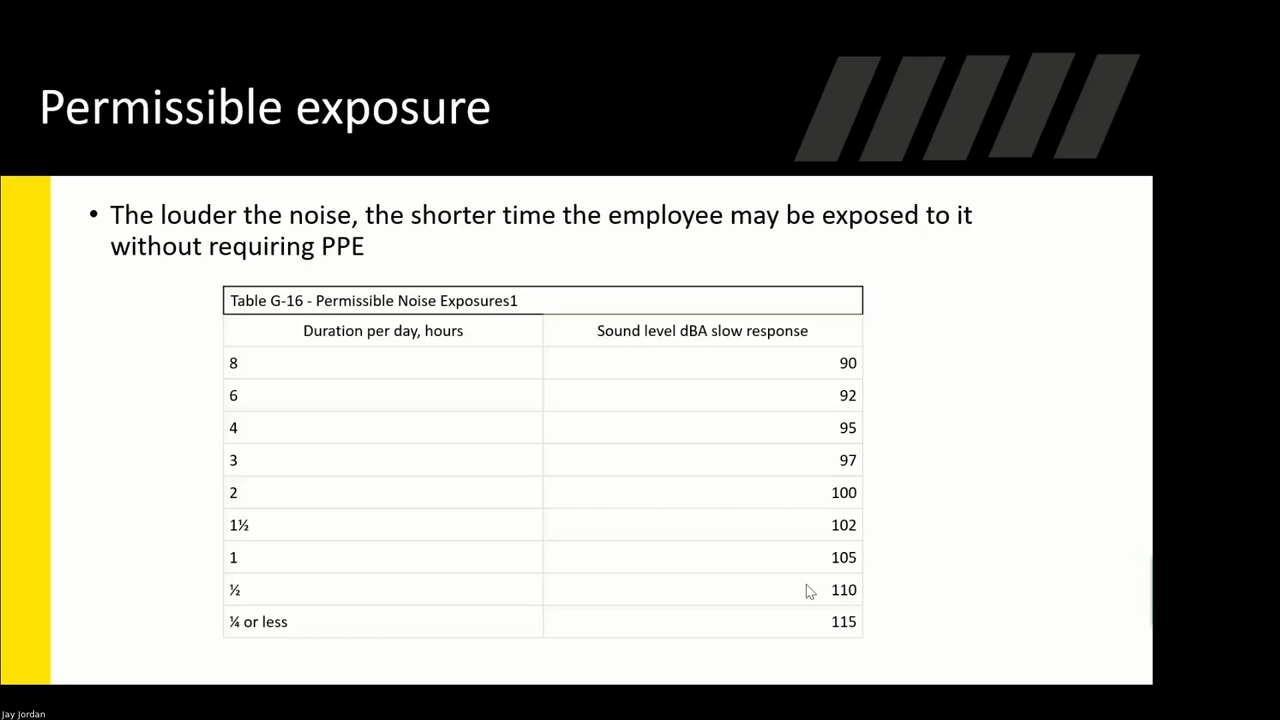 Permissible exposure
• The louder the noise, the shorter time the employee may be exposed to it
without requiring PPE
Table G-16 - Permissible Noise Exposures1
Duration per day, hours Sound level dBA slow response
8 90
6 92
4 95
3 97
2 100
1½ 102
1 105
½ 110
¼ or less 115
Jay Jordan